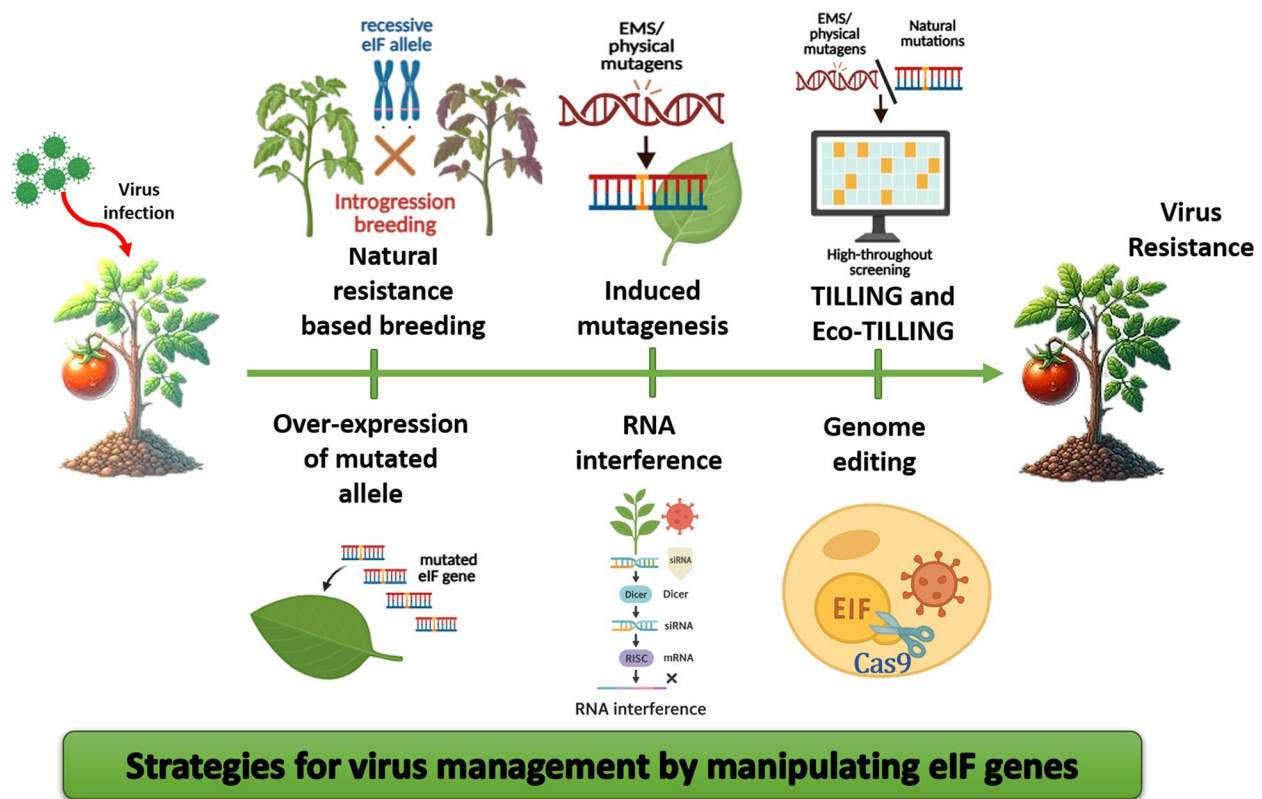 Virus
infection
recessive
eIF allele
Introgression
breeding
Natural
resistance
based breeding
EMS/
physical
mutagens
Induced
mutagenesis
EMS/
physical
mutagens
Natural
mutations
High-throughout
screening
TILLING and
Eco-TILLING
Virus
Resistance
Over-expression
of mutated
allele
mutated
eIF gene
RNA
interference
siRNA
Dicer Dicer
siRNA
RISC mRNA
RNA interference
Genome
editing
EIF
Cas9
Strategies for virus management by manipulating eIF genes